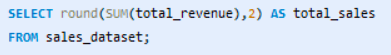 SELECT round(SUM(total_revenue),2) AS total_sales
FROM sales_dataset;